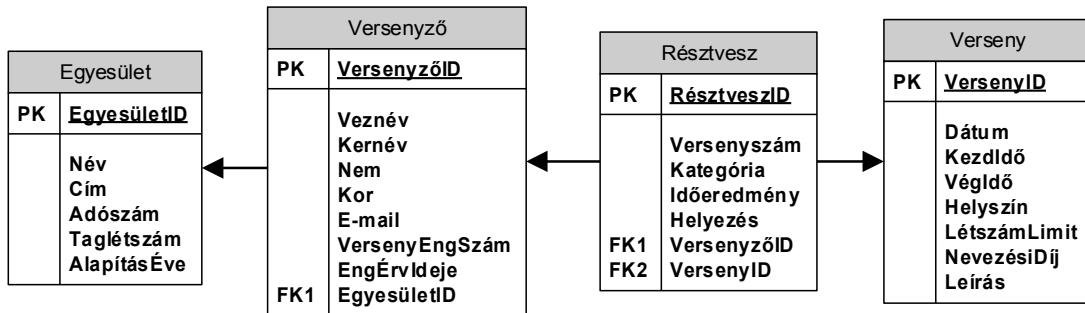 Egyesület
PK EgyesületID
Név
Cím
Adószám
Taglétszám
AlapításÉve
Versenyző
PK VersenyzőID
Veznév
Kernév
Nem
Kor
E-mail
VersenyEngSzám
EngÉrvIdeje
FK1 EgyesületID
Résztvesz
PK RésztveszID
Versenyszám
Kategória
Időeredmény
Helyezés
FK1 VersenyzőID
FK2 VersenyID
Verseny
PK VersenyID
Dátum
KezdIdő
VégIdő
Helyszín
LétszámLimit
NevezésiDíj
Leírás